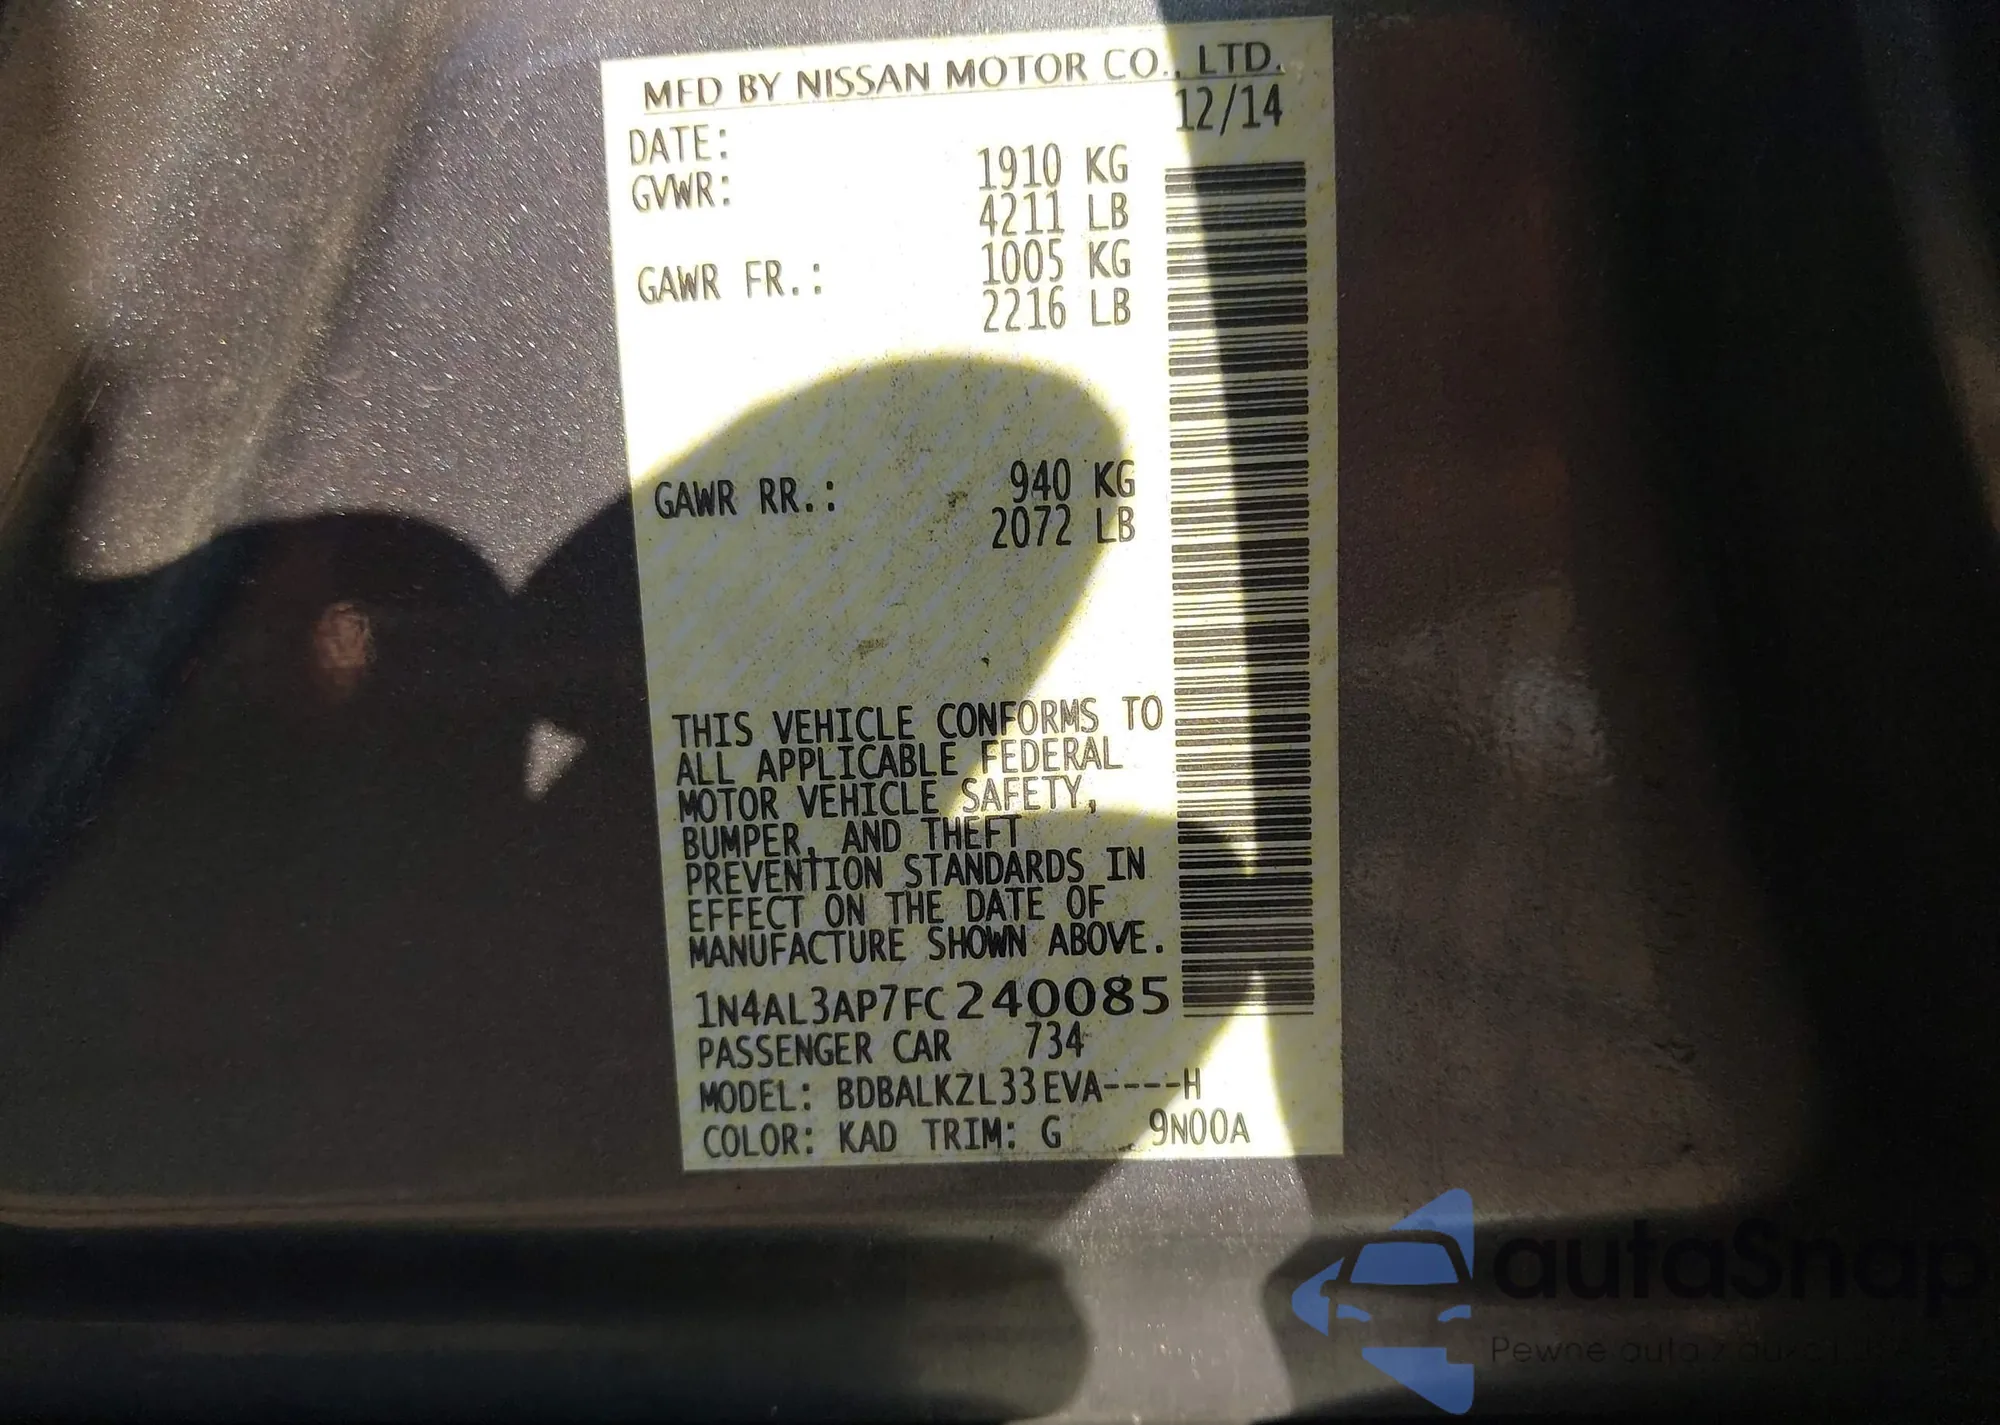 MFD BY NISSAN MOTOR CO., LTD.
DATE: 12/14
GVWR: 1910 KG
4211 LB
GAWR FR.: 1005 KG
2216 LB
GAWR RR.: 940 KG
2072 LB
THIS VEHICLE CONFORMS TO
ALL APPLICABLE FEDERAL
MOTOR VEHICLE SAFETY,
BUMPER, AND THEFT
PREVENTION STANDARDS IN
EFFECT ON THE DATE OF
MANUFACTURE SHOWN ABOVE.
1N4AL3AP7FC240085
PASSENGER CAR 734
MODEL: BDBALKZL33EVA----H
COLOR: KAD TRIM: G 9N00A
autaSnap
Pewne auta z